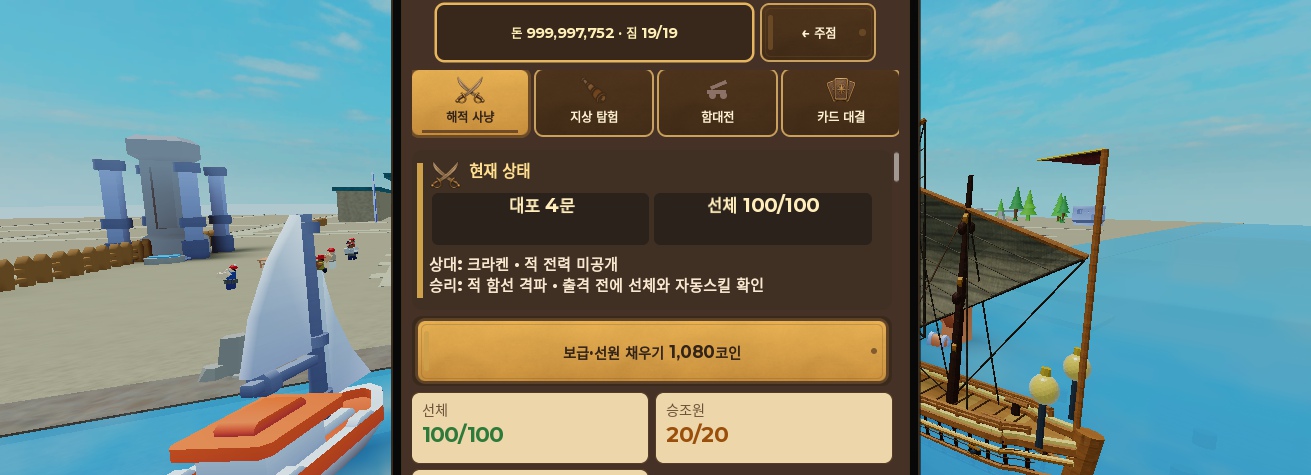 돈 999,997,752 · 짐 19/19
← 주점
해적 사냥
지상 탐험
함대전
카드 대결
현재 상태
대포 4문
선체 100/100
상대: 크라켄 • 적 전력 미공개
승리: 적 함선 격파 • 출격 전에 선체와 자동스킬 확인
보급·선원 채우기 1,080코인
선체
승조원
100/100
20/20